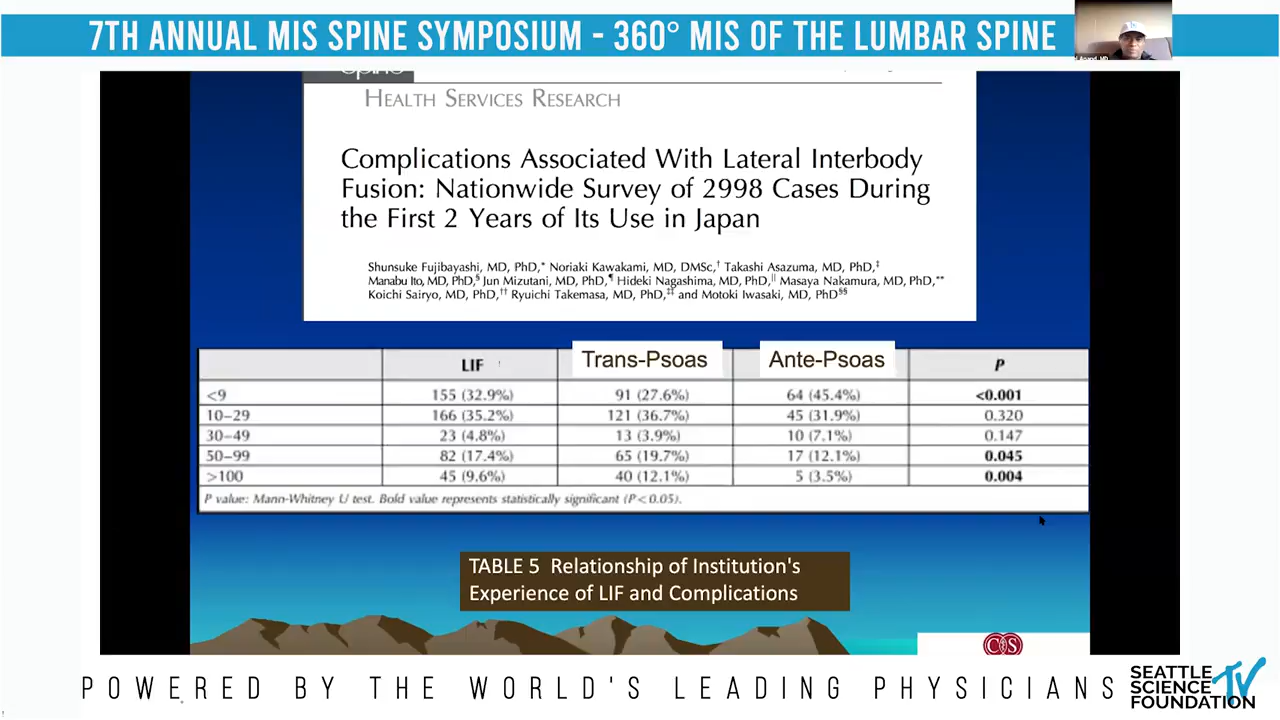 7TH ANNUAL MIS SPINE SYMPOSIUM - 360° MIS OF THE LUMBAR SPINE
Spine
HEALTH SERVICES RESEARCH
Complications Associated With Lateral Interbody
Fusion: Nationwide Survey of 2998 Cases During
the First 2 Years of Its Use in Japan
Shunsuke Fujibayashi, MD, PhD,* Noriaki Kawakami, MD, DMSc,† Takashi Asazuma, MD, PhD,‡
Manabu Ito, MD, PhD,§ Jun Mizutani, MD, PhD,¶ Hideki Nagashima, MD, PhD,|| Masaya Nakamura, MD, PhD,**
Koichi Sairyo, MD, PhD,†† Ryuichi Takemasa, MD, PhD,‡‡ and Motoki Iwasaki, MD, PhD§§
LIF Trans-Psoas Ante-Psoas P
<9 155 (32.9%) 91 (27.6%) 64 (45.4%) <0.001
10–29 166 (35.2%) 121 (36.7%) 45 (31.9%) 0.320
30–49 23 (4.8%) 13 (3.9%) 10 (7.1%) 0.147
50–99 82 (17.4%) 65 (19.7%) 17 (12.1%) 0.045
>100 45 (9.6%) 40 (12.1%) 5 (3.5%) 0.004
P value: Mann-Whitney U test. Bold value represents statistically significant (P<0.05).
TABLE 5 Relationship of Institution's
Experience of LIF and Complications
CS
POWERED BY THE WORLD'S LEADING PHYSICIANS
SEATTLE
SCIENCE
FOUNDATION
TV